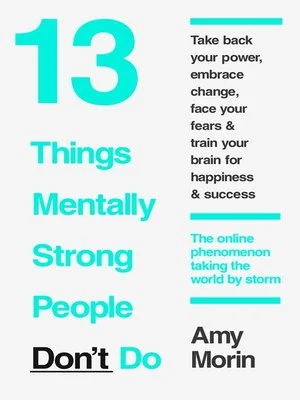 13
Things
Mentally
Strong
People
Don't Do
Take back
your power,
embrace
change,
face your
fears &
train your
brain for
happiness
& success
The online
phenomenon
taking the
world by storm
Amy
Morin